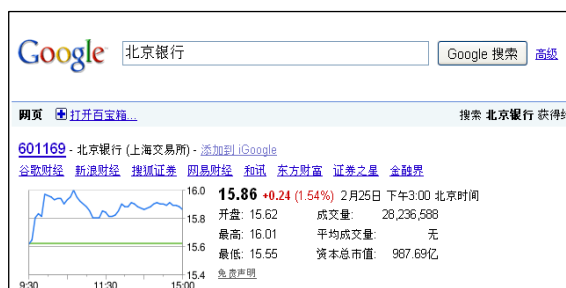 Google 北京银行 Google 搜索 高级
网页 打开百宝箱... 搜索 北京银行 获得
601169 - 北京银行 (上海交易所) - 添加到 iGoogle
谷歌财经 新浪财经 搜狐证券 网易财经 和讯 东方财富 证券之星 金融界
16.0 15.86 +0.24 (1.54%) 2月25日 下午3:00 北京时间
15.8 开盘: 15.62 成交量: 28,236,588
15.6 最高: 16.01 平均成交量: 无
最低: 15.55 资本总市值: 987.69亿
15.4 免责声明
9:30 11:30 15:00